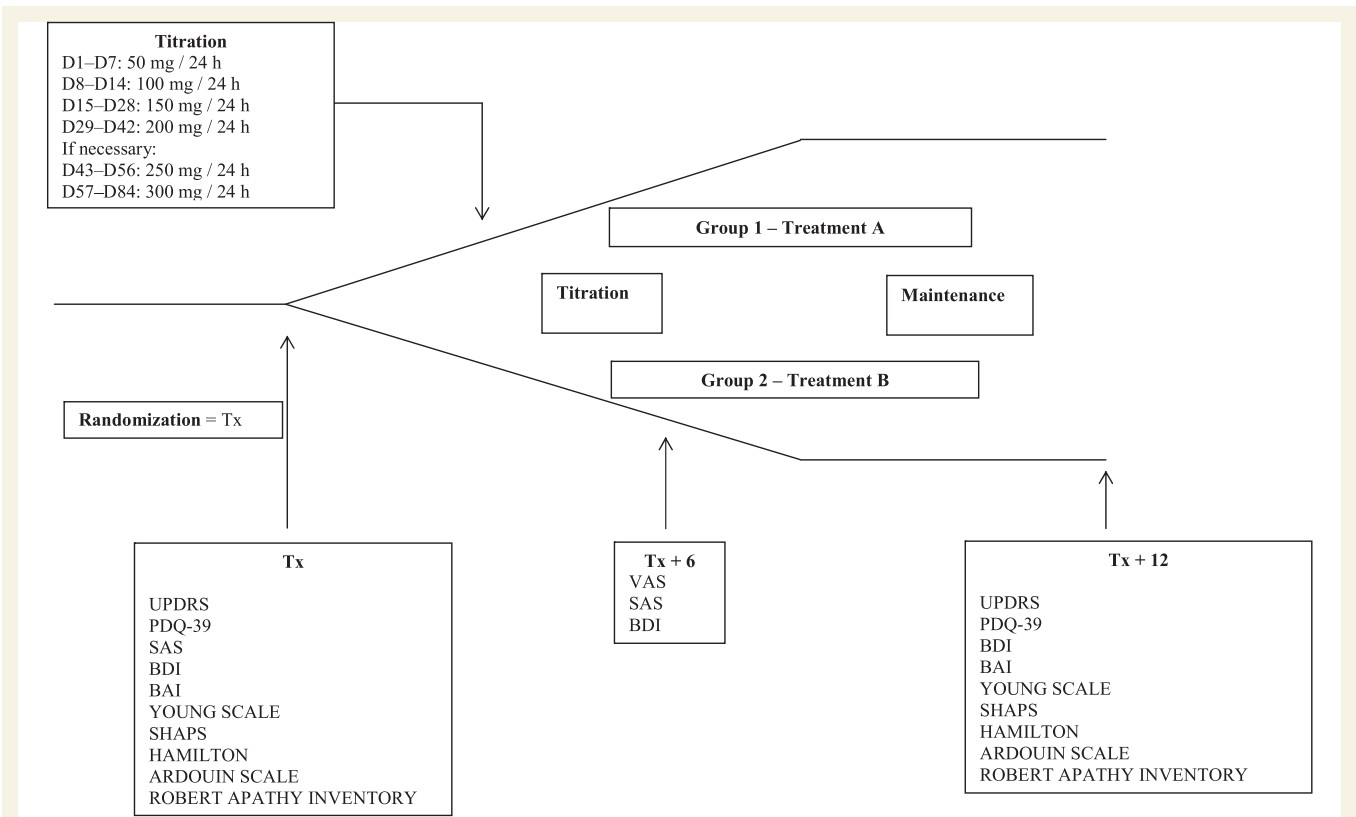 Titration
D1–D7: 50 mg / 24 h
D8–D14: 100 mg / 24 h
D15–D28: 150 mg / 24 h
D29–D42: 200 mg / 24 h
If necessary:
D43–D56: 250 mg / 24 h
D57–D84: 300 mg / 24 h
Group 1 – Treatment A
Titration
Maintenance
Group 2 – Treatment B
Randomization = Tx
Tx
UPDRS
PDQ-39
SAS
BDI
BAI
YOUNG SCALE
SHAPS
HAMILTON
ARDOUIN SCALE
ROBERT APATHY INVENTORY
Tx + 6
VAS
SAS
BDI
Tx + 12
UPDRS
PDQ-39
BDI
BAI
YOUNG SCALE
SHAPS
HAMILTON
ARDOUIN SCALE
ROBERT APATHY INVENTORY